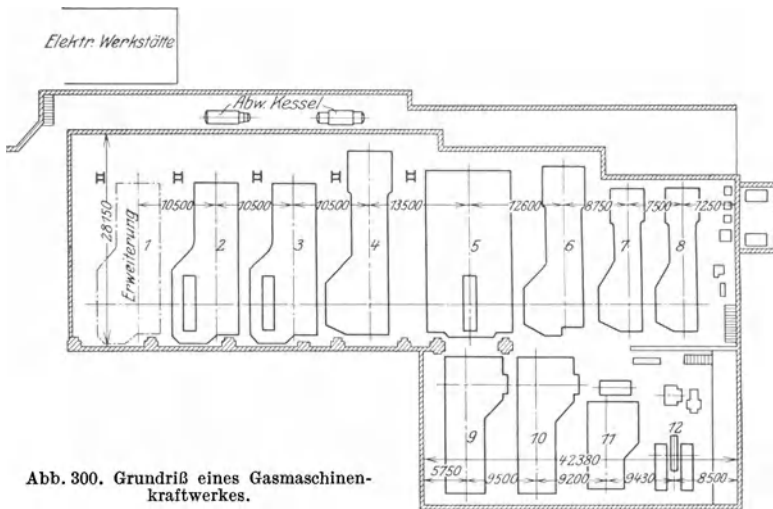 Elektr. Werkstätte
Abw. Kessel
28150
10500 10500 10500 13500 12600 8750 7500 7250
Erweiterung
1 2 3 4 5 6 7 8
9 10 11 12
42380
5750 9500 9200 9430 8500
Abb. 300. Grundriß eines Gasmaschinen-
kraftwerkes.